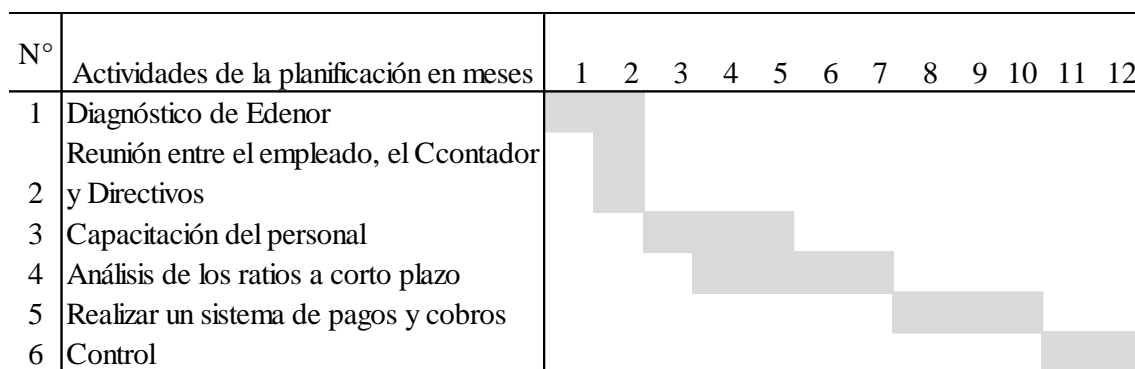 N°
Actividades de la planificación en meses 1 2 3 4 5 6 7 8 9 10 11 12
1 Diagnóstico de Edenor
Reunión entre el empleado, el Ccontador
2 y Directivos
3 Capacitación del personal
4 Análisis de los ratios a corto plazo
5 Realizar un sistema de pagos y cobros
6 Control